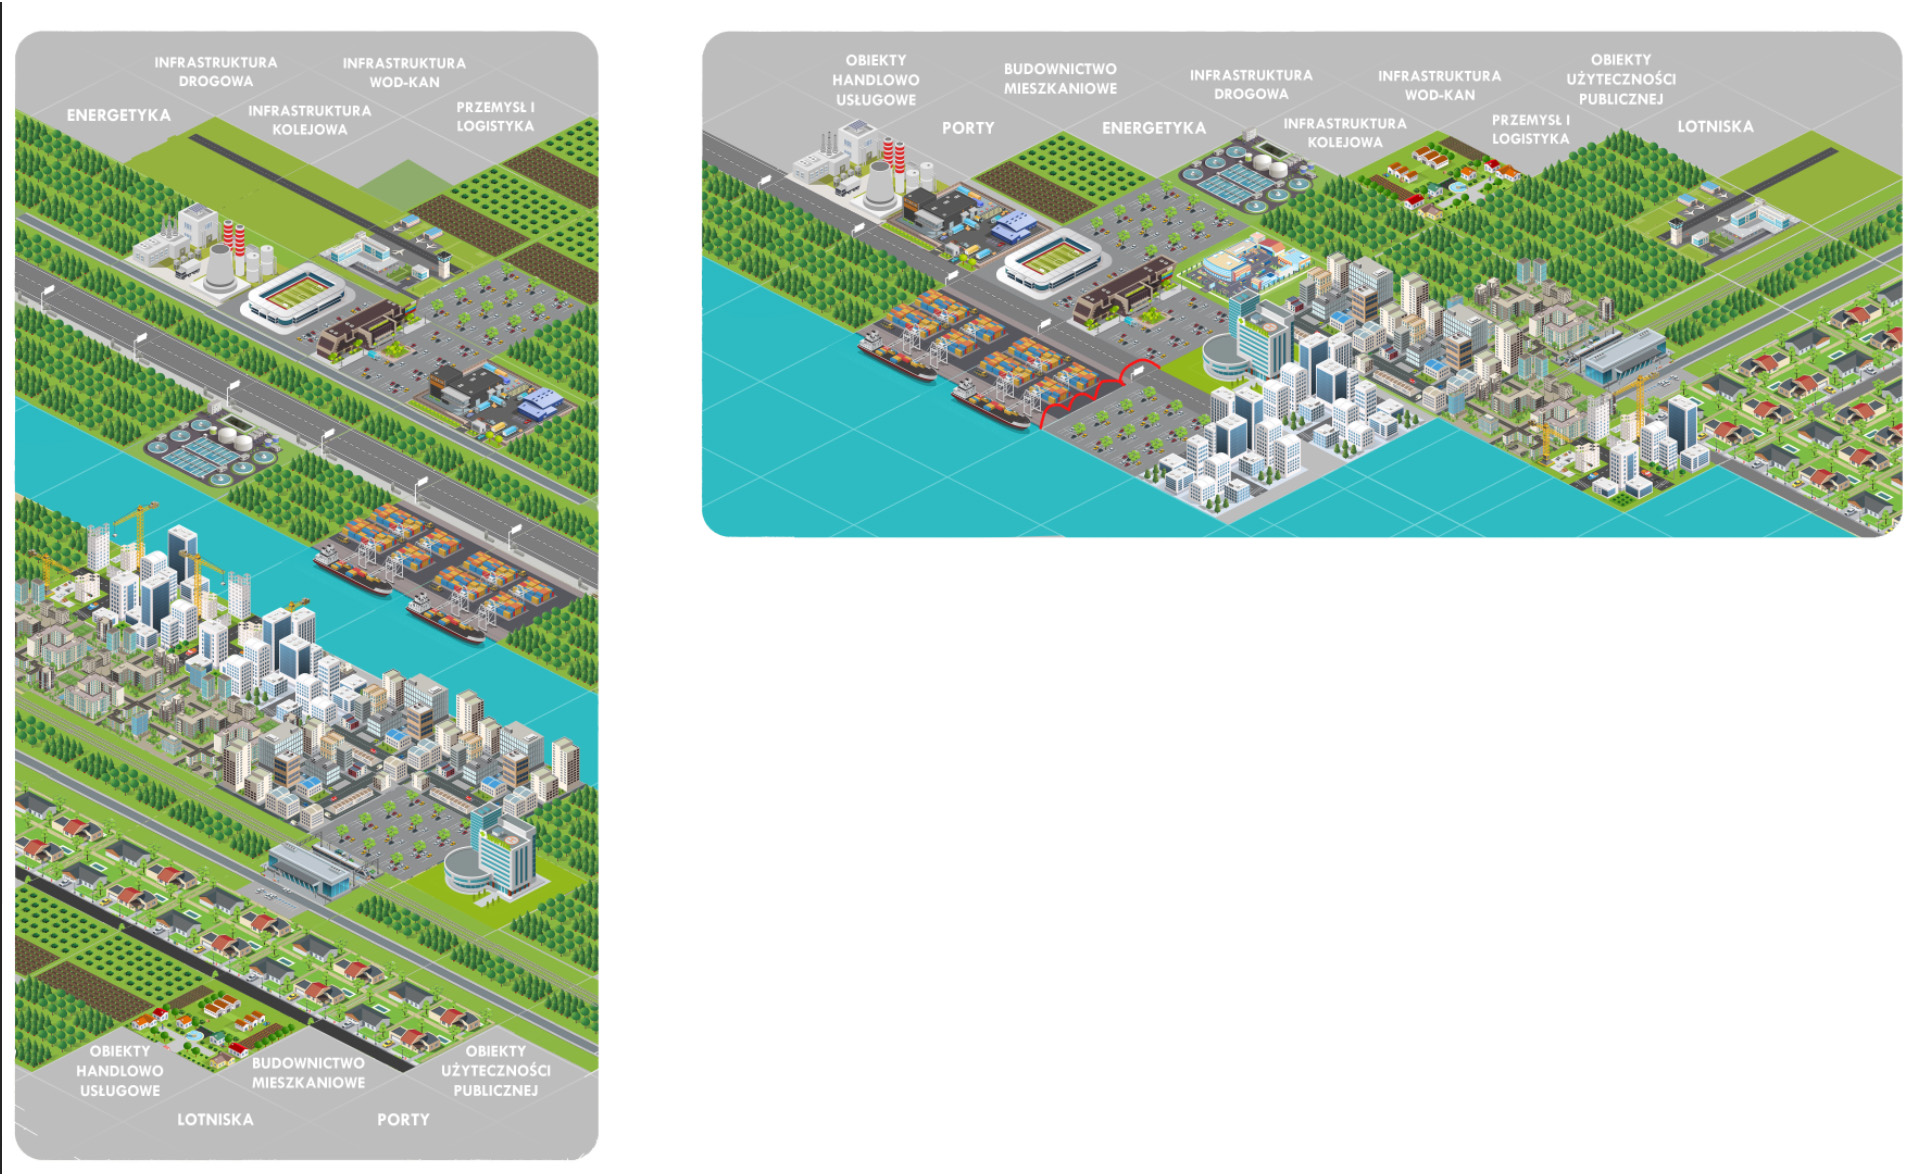 INFRASTRUKTURA
DROGOWA
INFRASTRUKTURA
WOD-KAN
ENERGETYKA
INFRASTRUKTURA
KOLEJOWA
PRZEMYSŁ I
LOGISTYKA
OBIEKTY
HANDLOWO
USŁUGOWE
BUDOWNICTWO
MIESZKANIOWE
OBIEKTY
UŻYTECZNOŚCI
PUBLICZNEJ
LOTNISKA
PORTY
OBIEKTY
HANDLOWO
USŁUGOWE
BUDOWNICTWO
MIESZKANIOWE
INFRASTRUKTURA
DROGOWA
INFRASTRUKTURA
WOD-KAN
OBIEKTY
UŻYTECZNOŚCI
PUBLICZNEJ
PORTY
ENERGETYKA
INFRASTRUKTURA
KOLEJOWA
PRZEMYSŁ I
LOGISTYKA
LOTNISKA